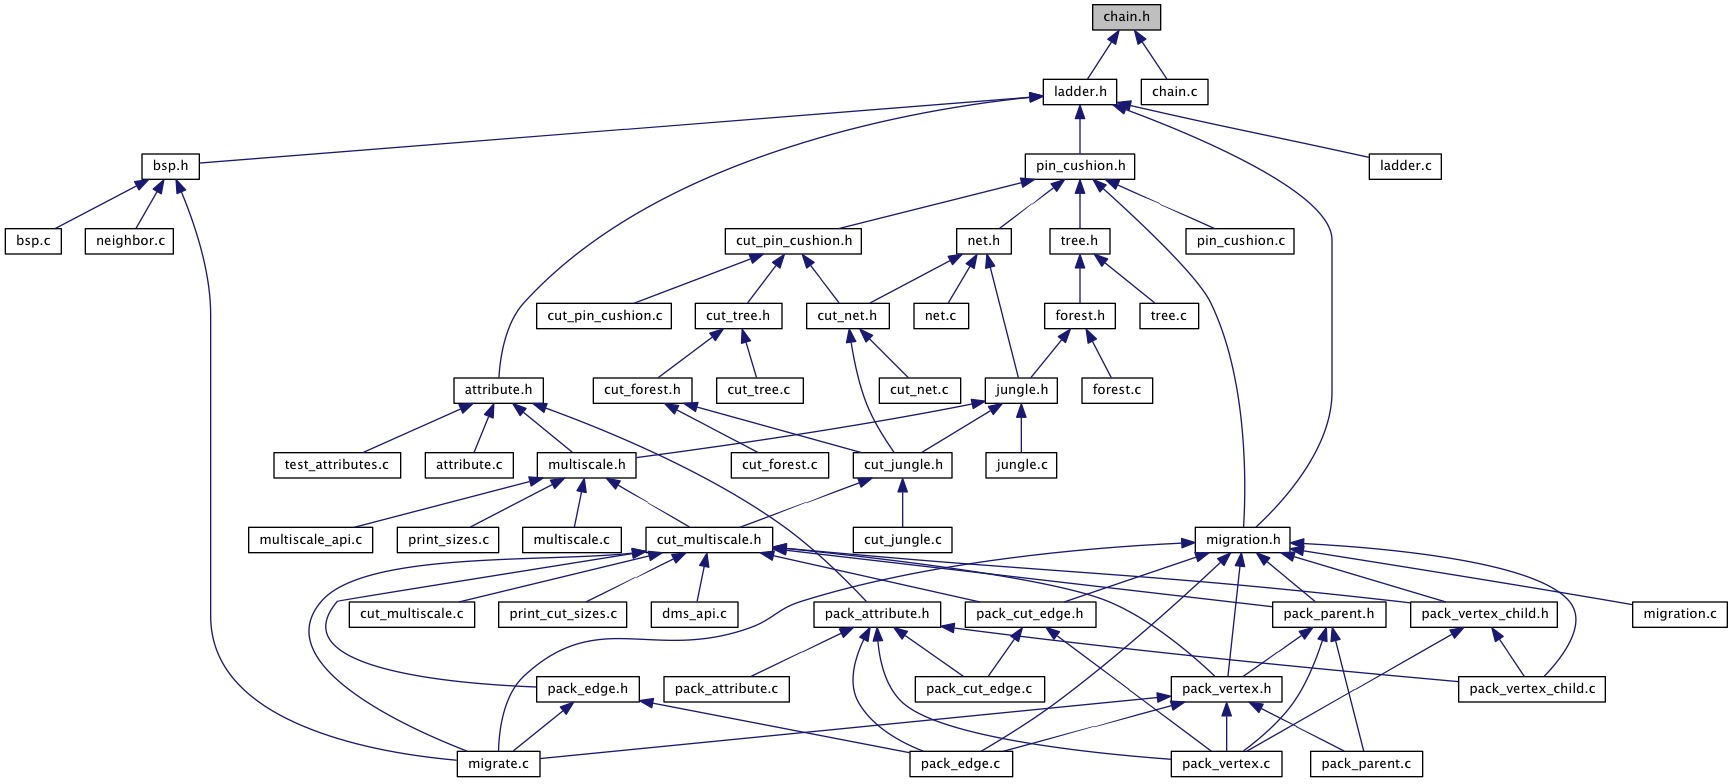 chain.h
ladder.h
chain.c
bsp.h
pin_cushion.h
ladder.c
bsp.c
neighbor.c
cut_pin_cushion.h
net.h
tree.h
pin_cushion.c
cut_pin_cushion.c
cut_tree.h
cut_net.h
net.c
forest.h
tree.c
attribute.h
cut_forest.h
cut_tree.c
cut_net.c
jungle.h
forest.c
test_attributes.c
attribute.c
multiscale.h
cut_forest.c
cut_jungle.h
jungle.c
multiscale_api.c
print_sizes.c
multiscale.c
cut_multiscale.h
cut_jungle.c
migration.h
cut_multiscale.c
print_cut_sizes.c
dms_api.c
pack_attribute.h
pack_cut_edge.h
pack_parent.h
pack_vertex_child.h
migration.c
pack_edge.h
pack_attribute.c
pack_cut_edge.c
pack_vertex.h
pack_vertex_child.c
migrate.c
pack_edge.c
pack_vertex.c
pack_parent.c